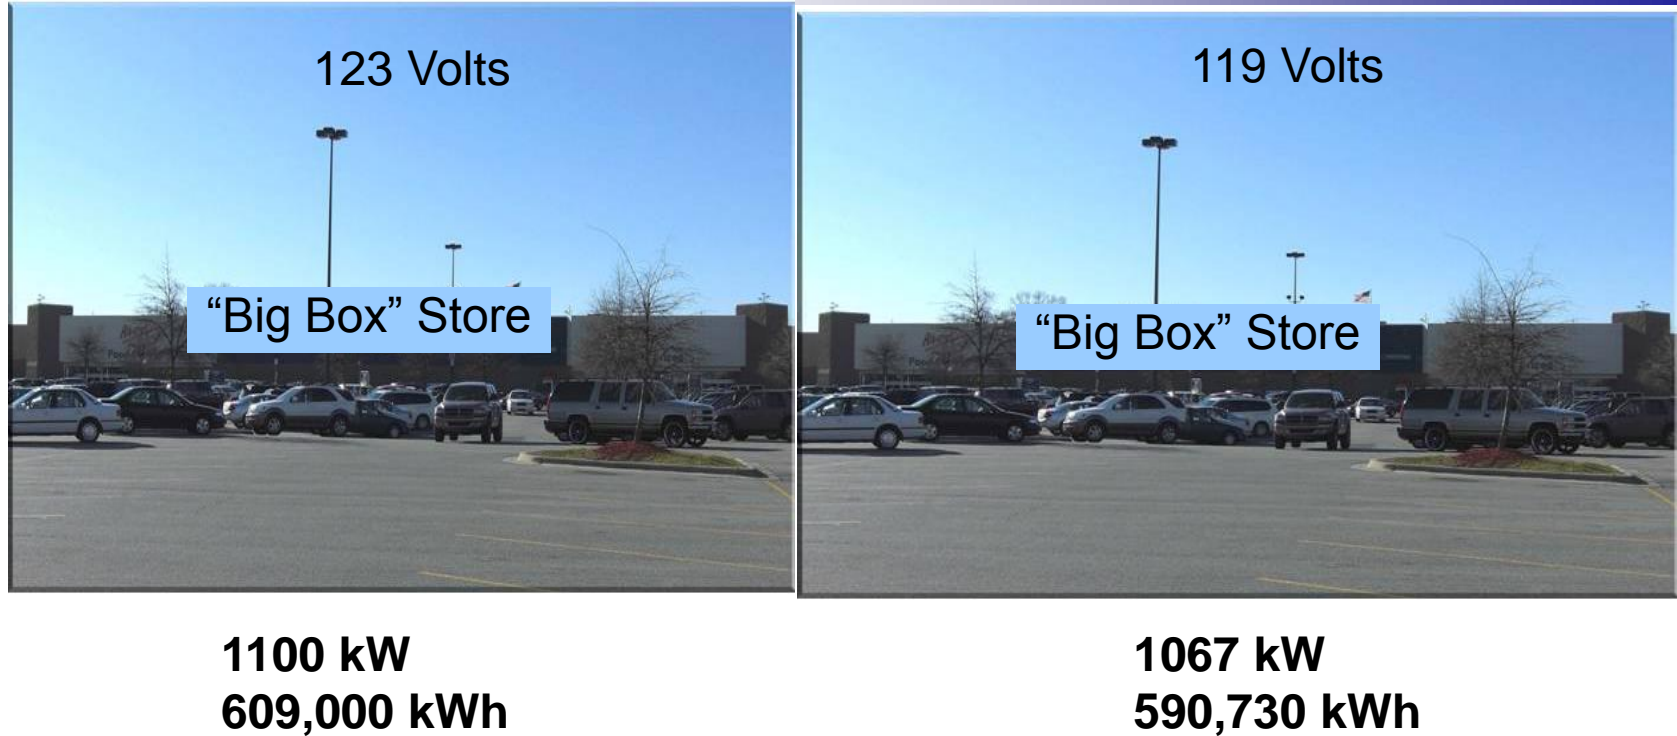 123 Volts
“Big Box” Store
1100 kW
609,000 kWh
119 Volts
“Big Box” Store
1067 kW
590,730 kWh